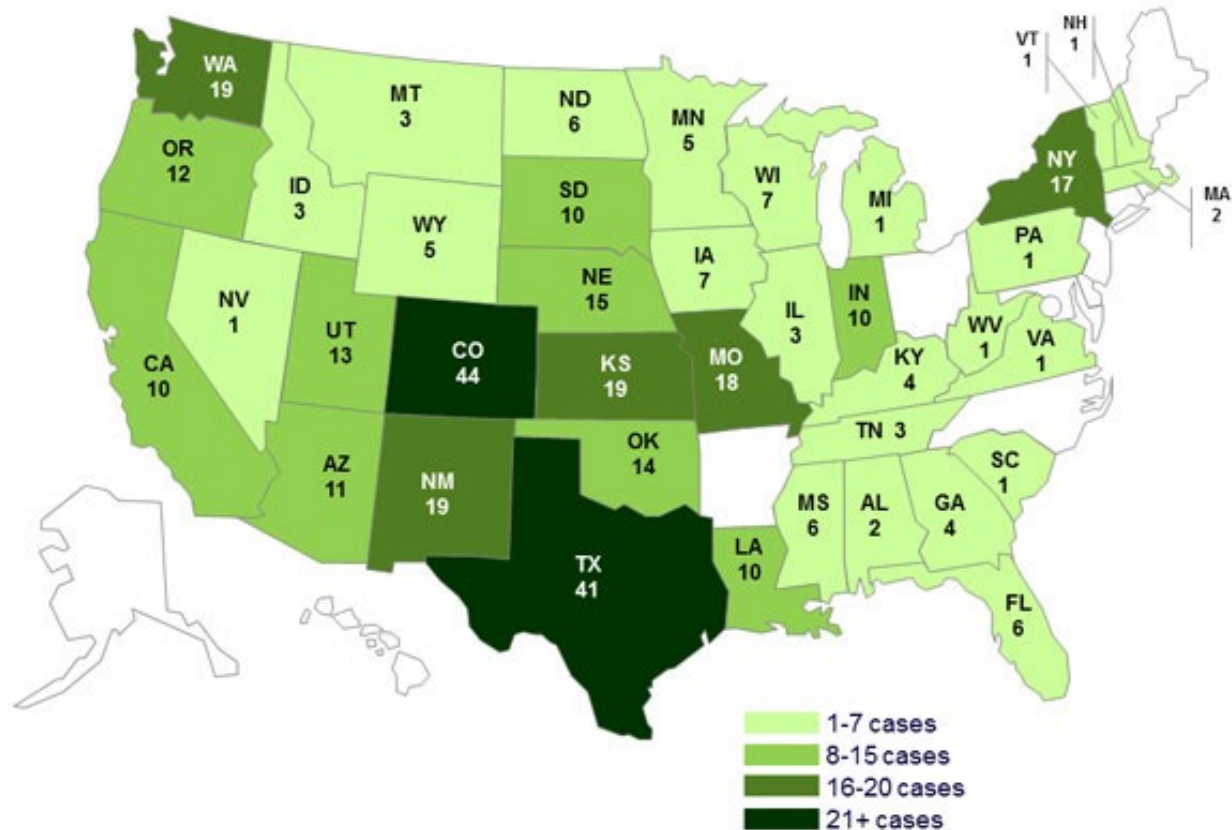 NH
1
VT
1
WA
19
MT
3
ND
6
MN
5
OR
12
ID
3
SD
10
WI
7
MI
1
NY
17
MA
2
WY
5
IA
7
PA
1
NE
15
NV
1
UT
13
CO
44
IL
3
IN
10
WV
1
VA
1
CA
10
KS
19
MO
18
KY
4
TN 3
AZ
11
NM
19
OK
14
SC
1
MS
6
AL
2
GA
4
TX
41
LA
10
FL
6
1-7 cases
8-15 cases
16-20 cases
21+ cases